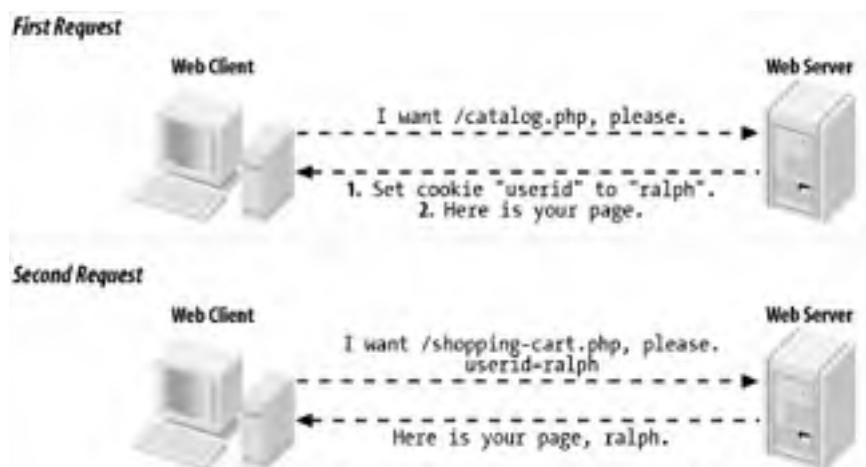 First Request
Web Client
Web Server
I want /catalog.php, please.
1. Set cookie "userid" to "ralph".
2. Here is your page.
Second Request
Web Client
Web Server
I want /shopping-cart.php, please.
userid=ralph
Here is your page, ralph.